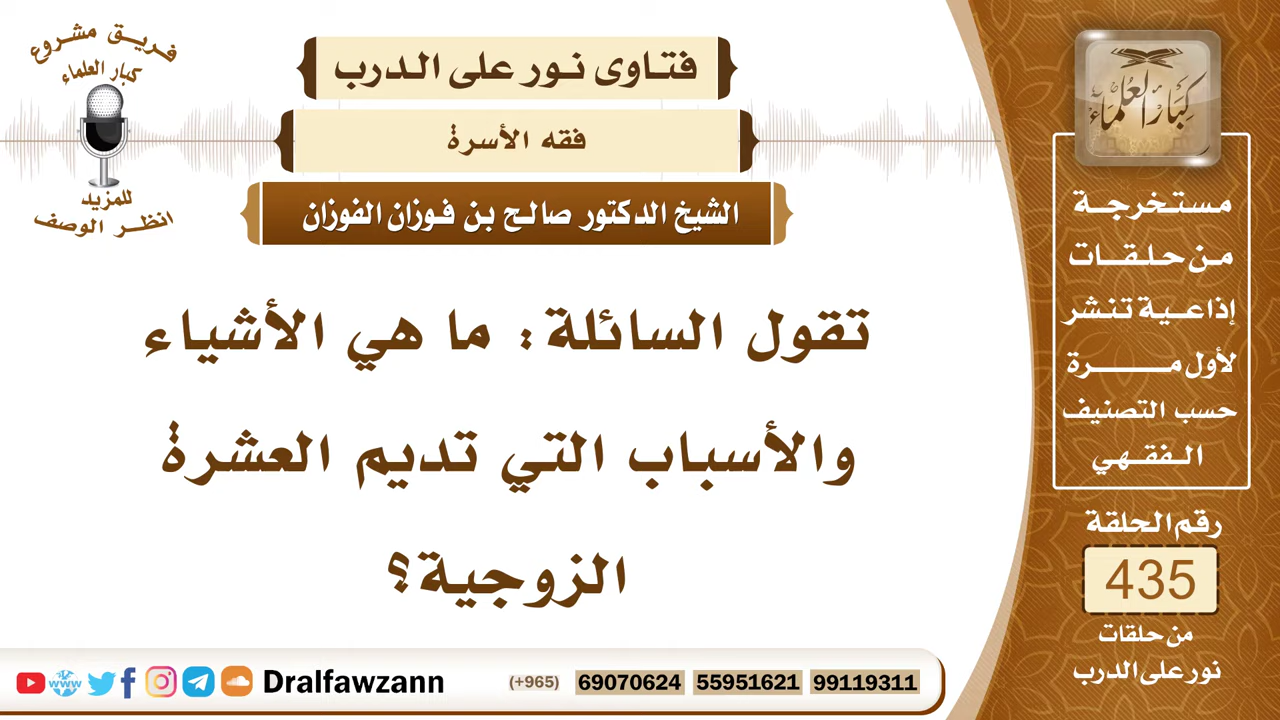 فريق مشروع
كبار العلماء
للمزيد
انظر الوصف
فتاوى نور على الدرب
فقه الأسرة
الشيخ الدكتور صالح بن فوزان الفوزان
تقول السائلة: ما هي الأشياء
والأسباب التي تديم العشرة
الزوجية؟
كبار العلماء
مستخرجة
من حلقات
إذاعية تنشر
لأول مرة
حسب التصنيف
الفقهي
رقم الحلقة
435
من حلقات
نور على الدرب
www
Dralfawzann
(+965) 69070624 55951621 99119311